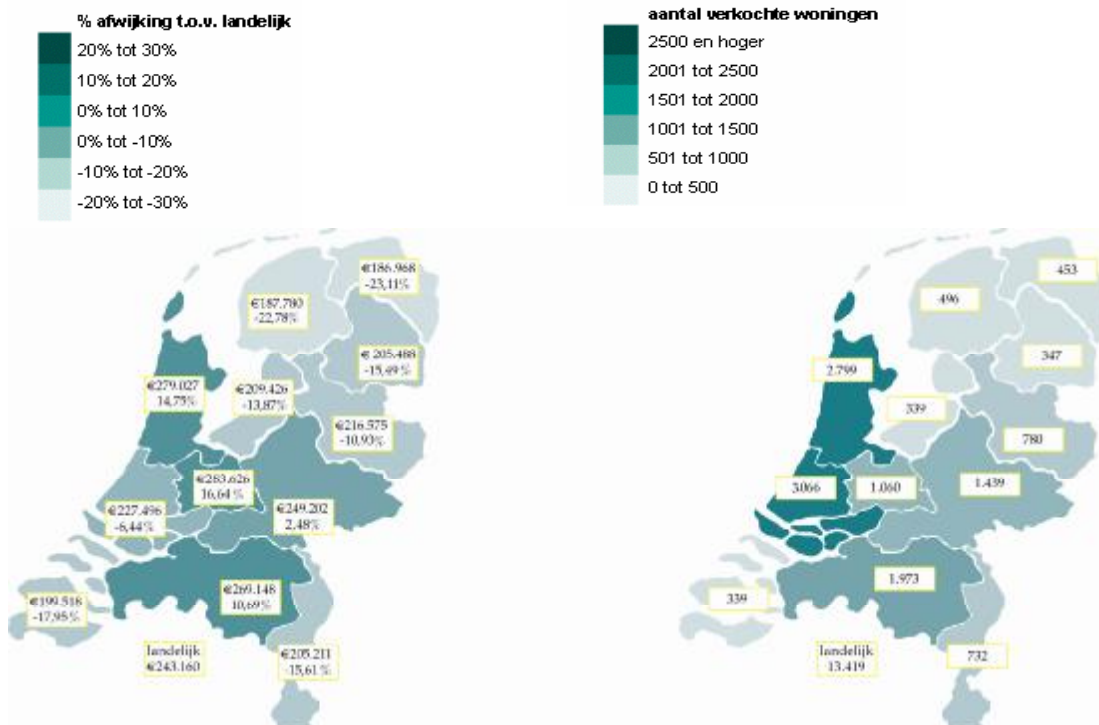 % afwijking t.o.v. landelijk
20% tot 30%
10% tot 20%
0% tot 10%
0% tot -10%
-10% tot -20%
-20% tot -30%
aantal verkochte woningen
2500 en hoger
2001 tot 2500
1501 tot 2000
1001 tot 1500
501 tot 1000
0 tot 500
€186.968
-23,11%
€187.780
-22,78%
€ 205.488
-15,49 %
€279.027
14,75%
€209.426
-13,87%
€216.575
-10,93%
€283.626
16,64 %
€249.202
2,48%
€227.496
-6,44%
€269.148
10,69%
€199.518
-17,95%
landelijk
€243.160
€205.211
-15,61 %
453
496
347
2.799
339
780
3.066
1.060
1.439
1.973
339
landelijk
13.419
732